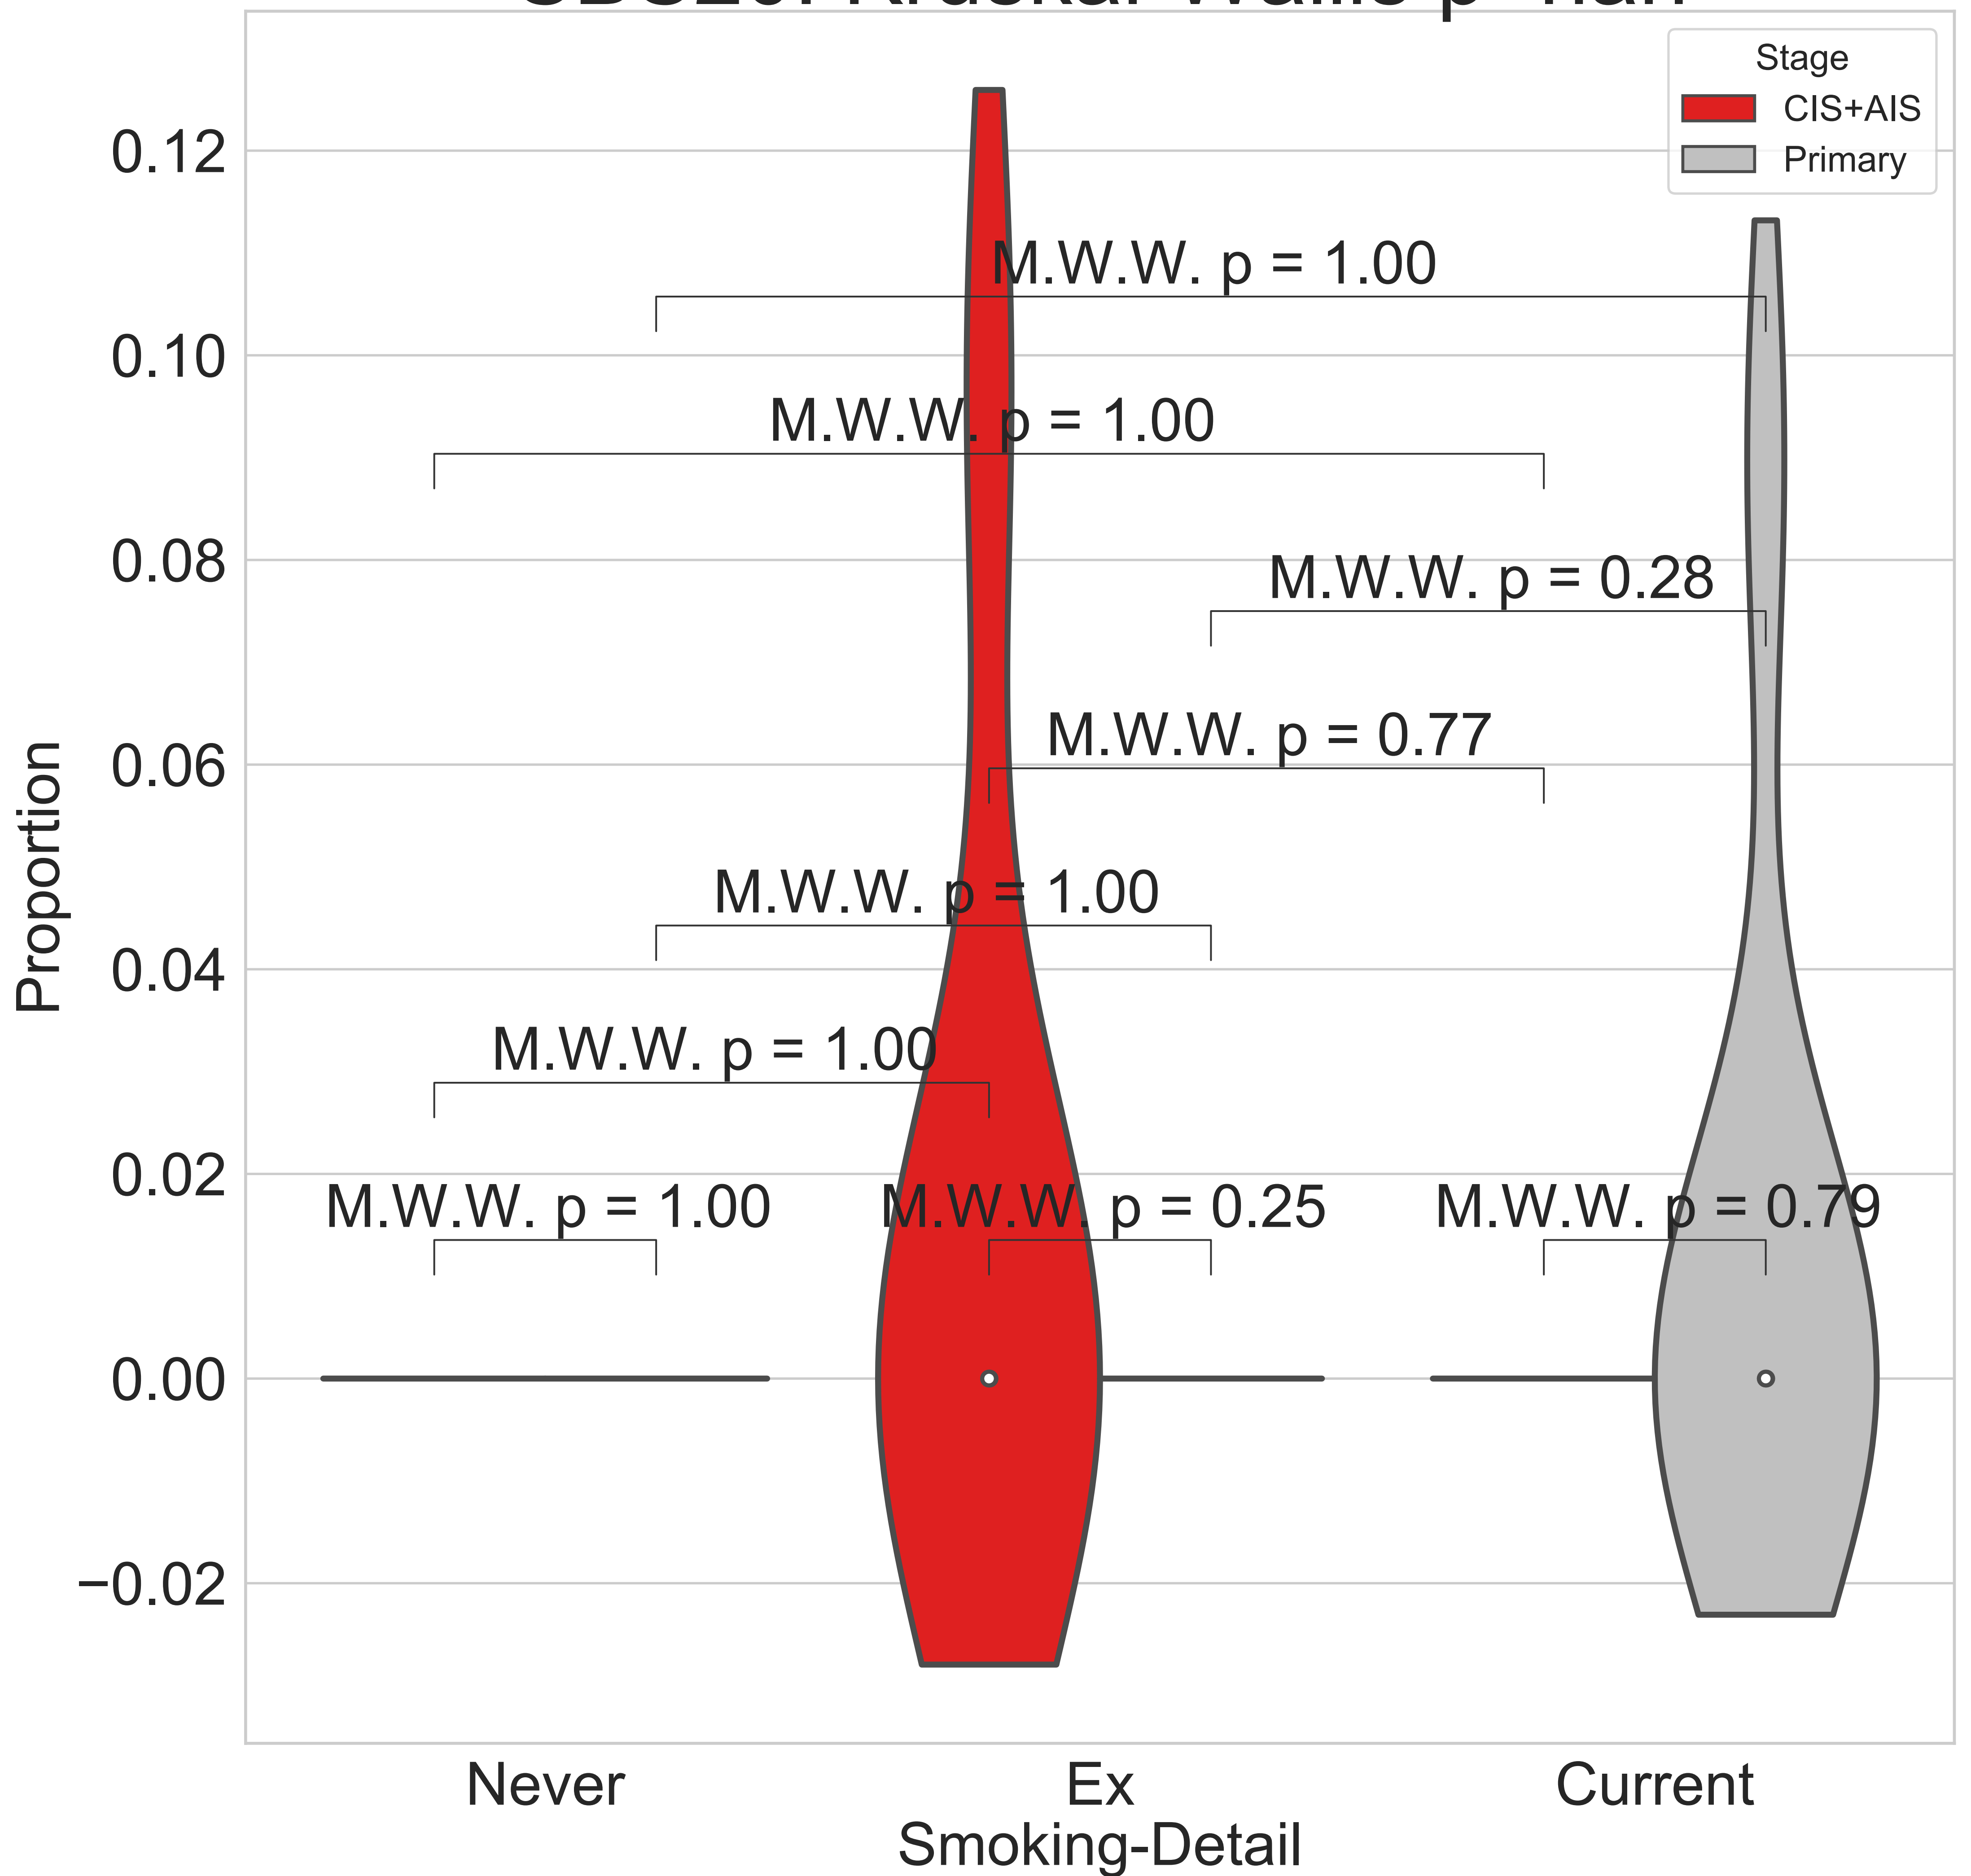 Stage
CIS+AIS
Primary
0.12
0.10
0.08
0.06
0.04
0.02
0.00
−0.02
Proportion
M.W.W. p = 1.00
M.W.W. p = 1.00
M.W.W. p = 0.28
M.W.W. p = 0.77
M.W.W. p = 1.00
M.W.W. p = 1.00
M.W.W. p = 1.00
M.W.W. p = 0.25
M.W.W. p = 0.79
Never
Ex
Current
Smoking-Detail